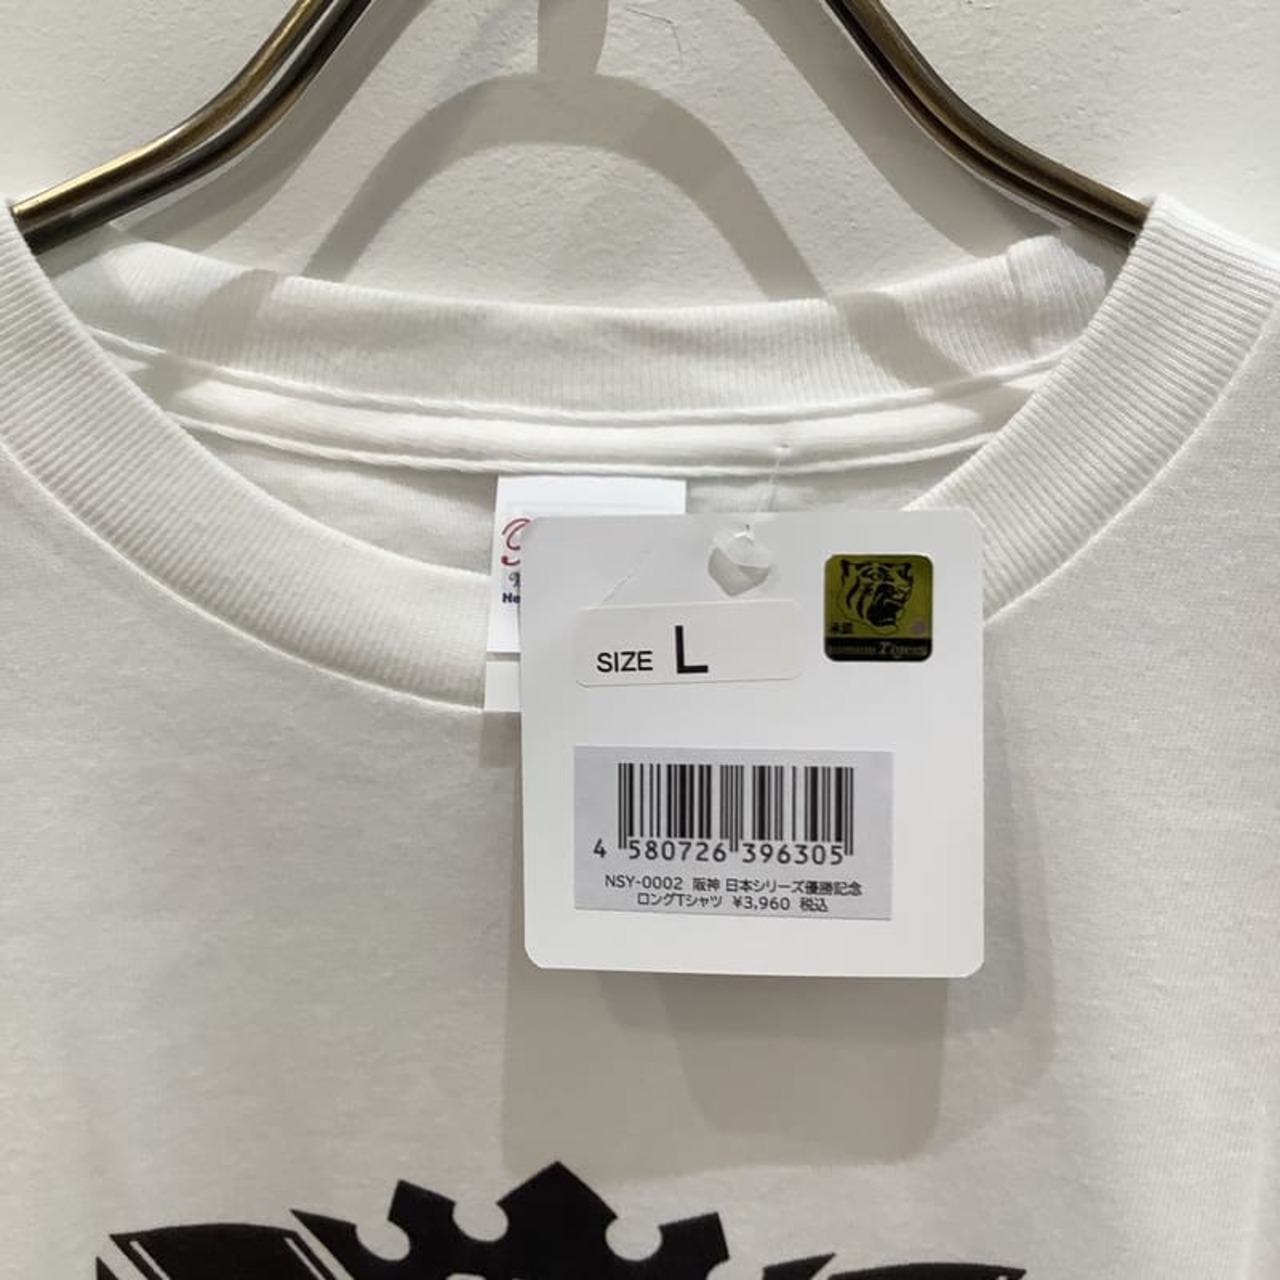 He
SIZE L
Tigers
4 580726 396305
NSY-0002 阪神 日本シリーズ優勝記念
ロングTシャツ ¥3,960 税込